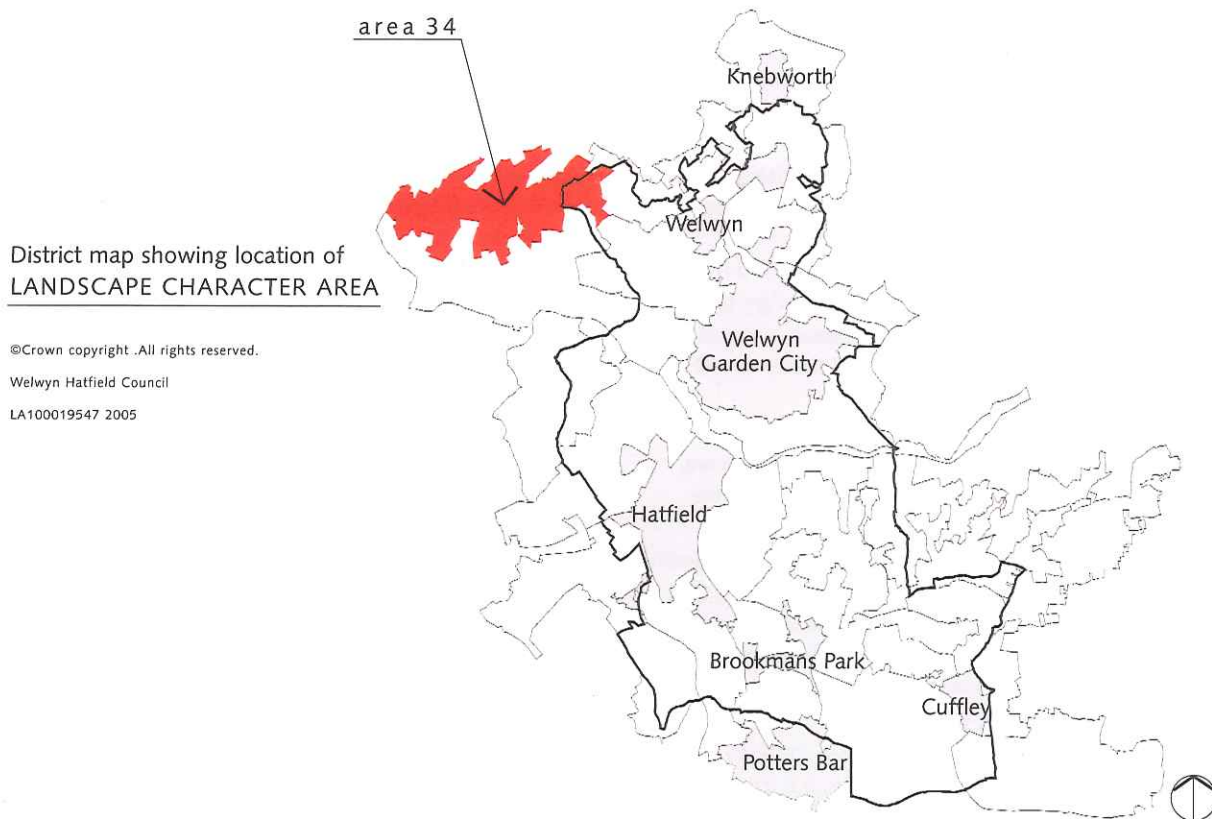 area 34
Knebworth
Welwyn
District map showing location of
LANDSCAPE CHARACTER AREA
©Crown copyright .All rights reserved.
Welwyn Hatfield Council
LA100019547 2005
Welwyn
Garden City
Hatfield
Brookmans Park
Cuffley
Potters Bar